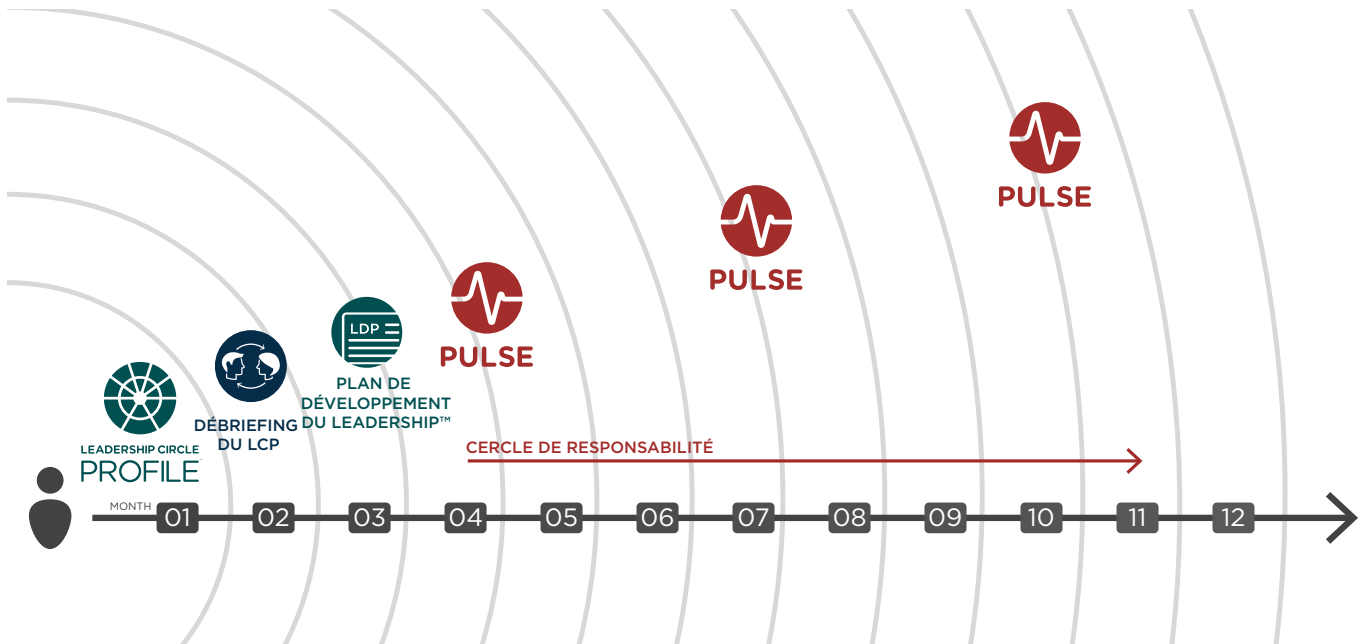 PULSE
PULSE
LDP
PULSE
PLAN DE
DÉVELOPPEMENT
DU LEADERSHIP™
DÉBRIEFING
DU LCP
LEADERSHIP CIRCLE
PROFILE
CERCLE DE RESPONSABILITÉ
MONTH 01 02 03 04 05 06 07 08 09 10 11 12